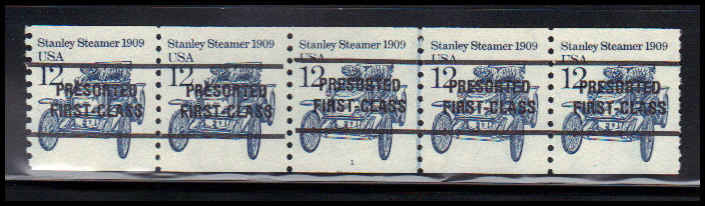 Stanley Steamer 1909 Stanley Steamer 1909 Stanley Steamer 1909 Stanley Steamer 1909 Stanley Steamer 1909
USA USA USA USA USA
12 12 12 12 12
PRESORTED PRESORTED PRESORTED PRESORTED PRESORTED
FIRST-CLASS FIRST-CLASS FIRST-CLASS FIRST-CLASS FIRST-CLASS
1